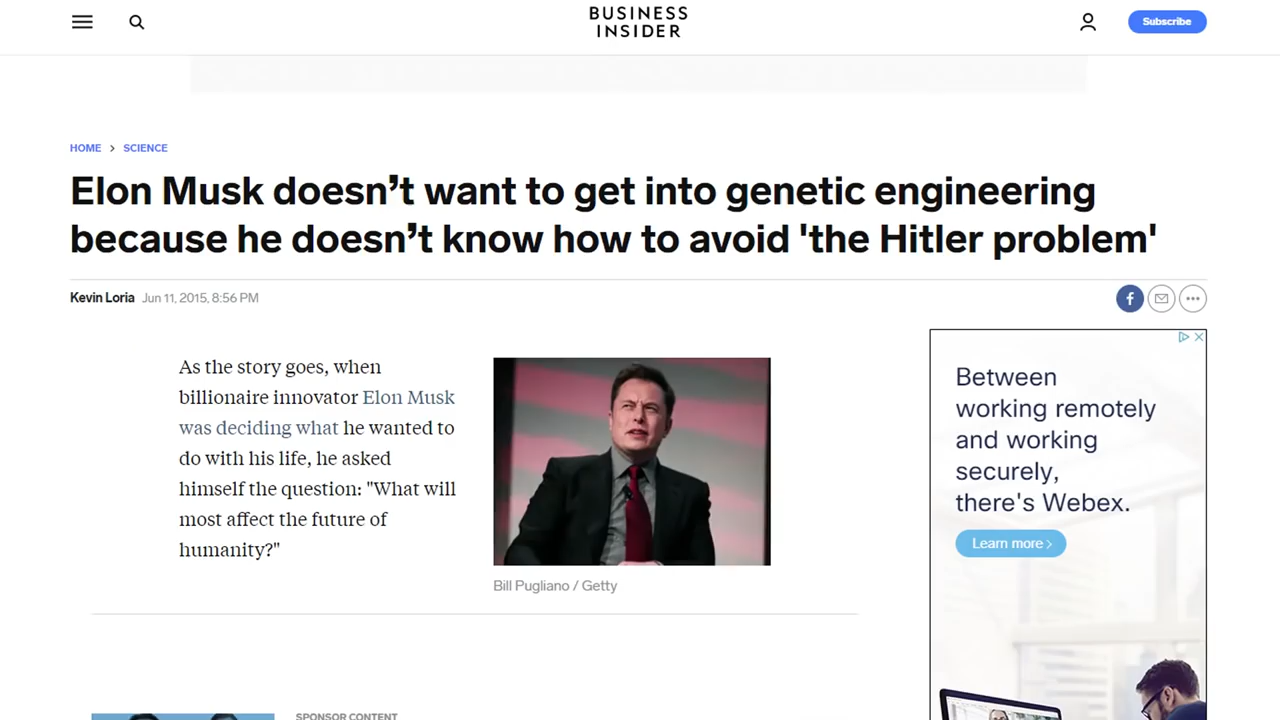 BUSINESS
INSIDER
Subscribe
HOME > SCIENCE
Elon Musk doesn’t want to get into genetic engineering
because he doesn’t know how to avoid 'the Hitler problem'
Kevin Loria Jun 11, 2015, 8:56 PM
As the story goes, when
billionaire innovator Elon Musk
was deciding what he wanted to
do with his life, he asked
himself the question: "What will
most affect the future of
humanity?"
Bill Pugliano / Getty
Between
working remotely
and working
securely,
there's Webex.
Learn more >
SPONSOR CONTENT